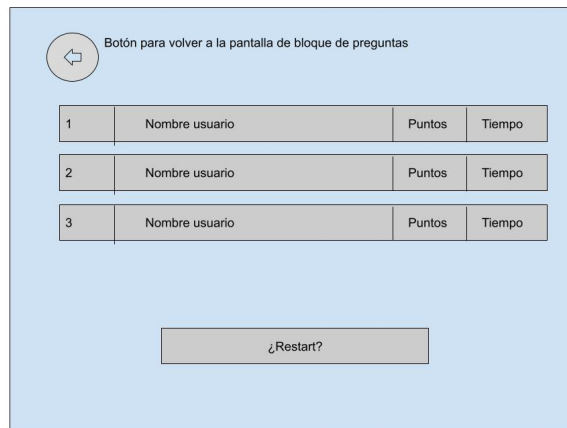 Botón para volver a la pantalla de bloque de preguntas
1 Nombre usuario Puntos Tiempo
2 Nombre usuario Puntos Tiempo
3 Nombre usuario Puntos Tiempo
¿Restart?